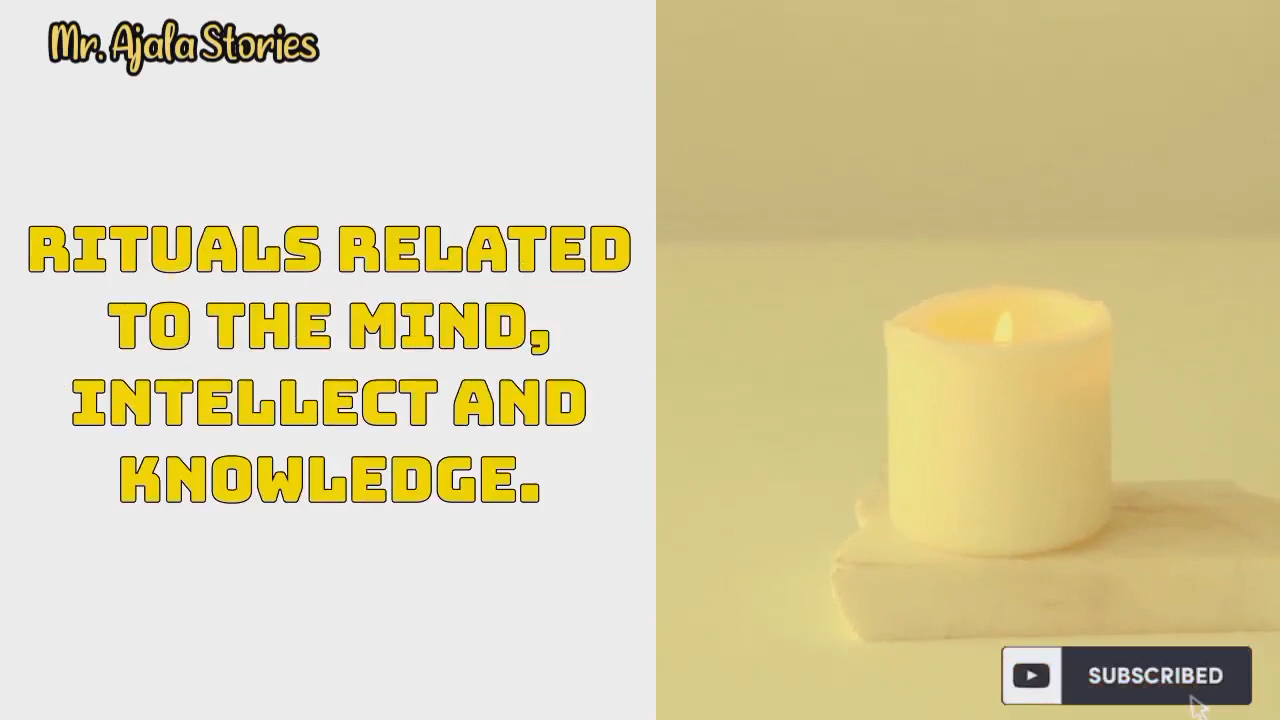 Mr. Ajala Stories
RITUALS RELATED
TO THE MIND,
INTELLECT AND
KNOWLEDGE.
SUBSCRIBED